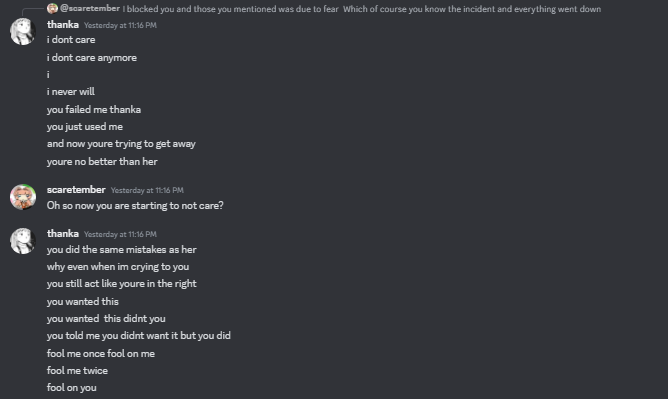 @scaretember I blocked you and those you mentioned was due to fear  Which of course you know the incident and everything went down
thanka Yesterday at 11:16 PM
i dont care
i dont care anymore
i
i never will
you failed me thanka
you just used me
and now youre trying to get away
youre no better than her
scaretember Yesterday at 11:16 PM
Oh so now you are starting to not care?
thanka Yesterday at 11:16 PM
you did the same mistakes as her
why even when im crying to you
you still act like youre in the right
you wanted this
you wanted  this didnt you
you told me you didnt want it but you did
fool me once fool on me
fool me twice
fool on you